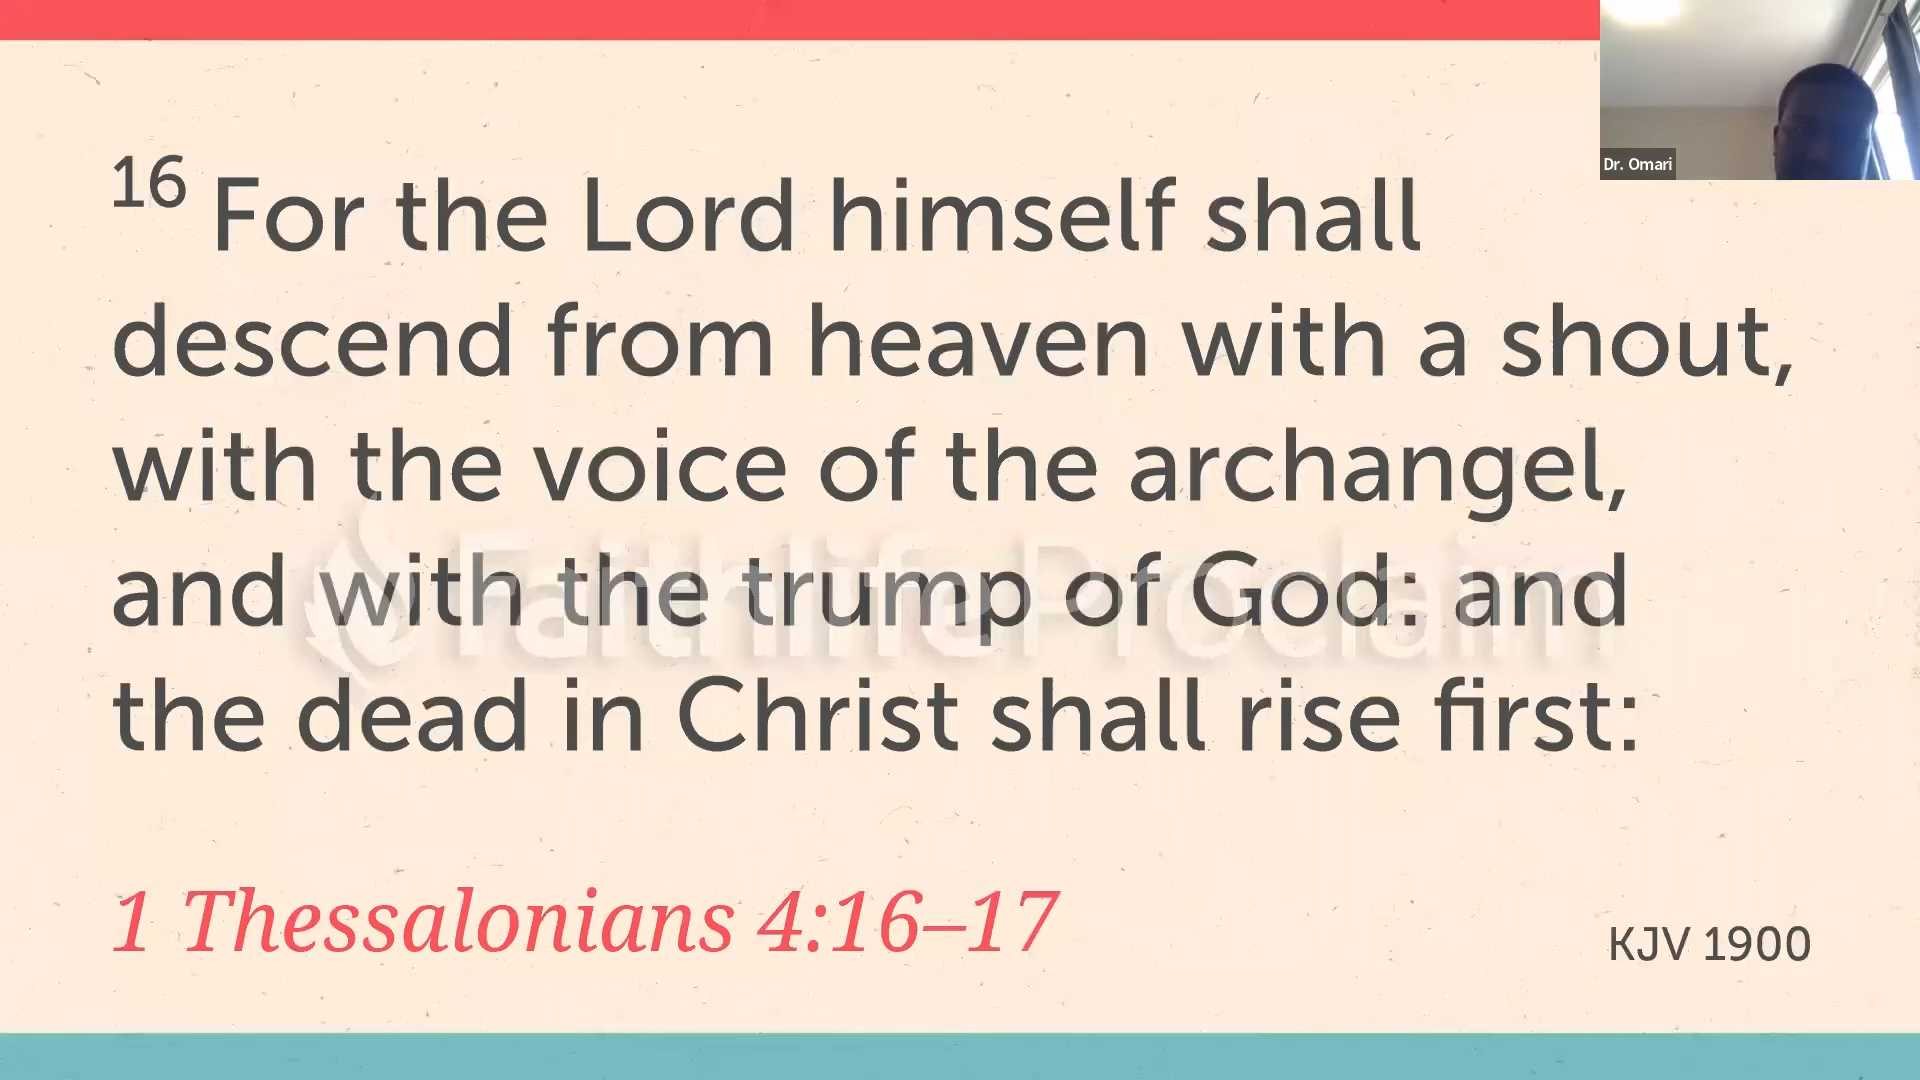 Dr. Omari
16 For the Lord himself shall
descend from heaven with a shout,
with the voice of the archangel,
and with the trump of God: and
the dead in Christ shall rise first:
FaithlifeProclaim
1 Thessalonians 4:16–17
KJV 1900